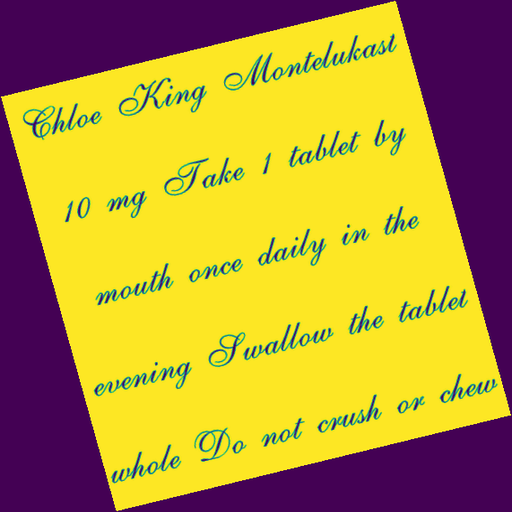 Chloe King Montelukast
10 mg Take 1 tablet by
mouth once daily in the
evening Swallow the tablet
whole Do not crush or chew